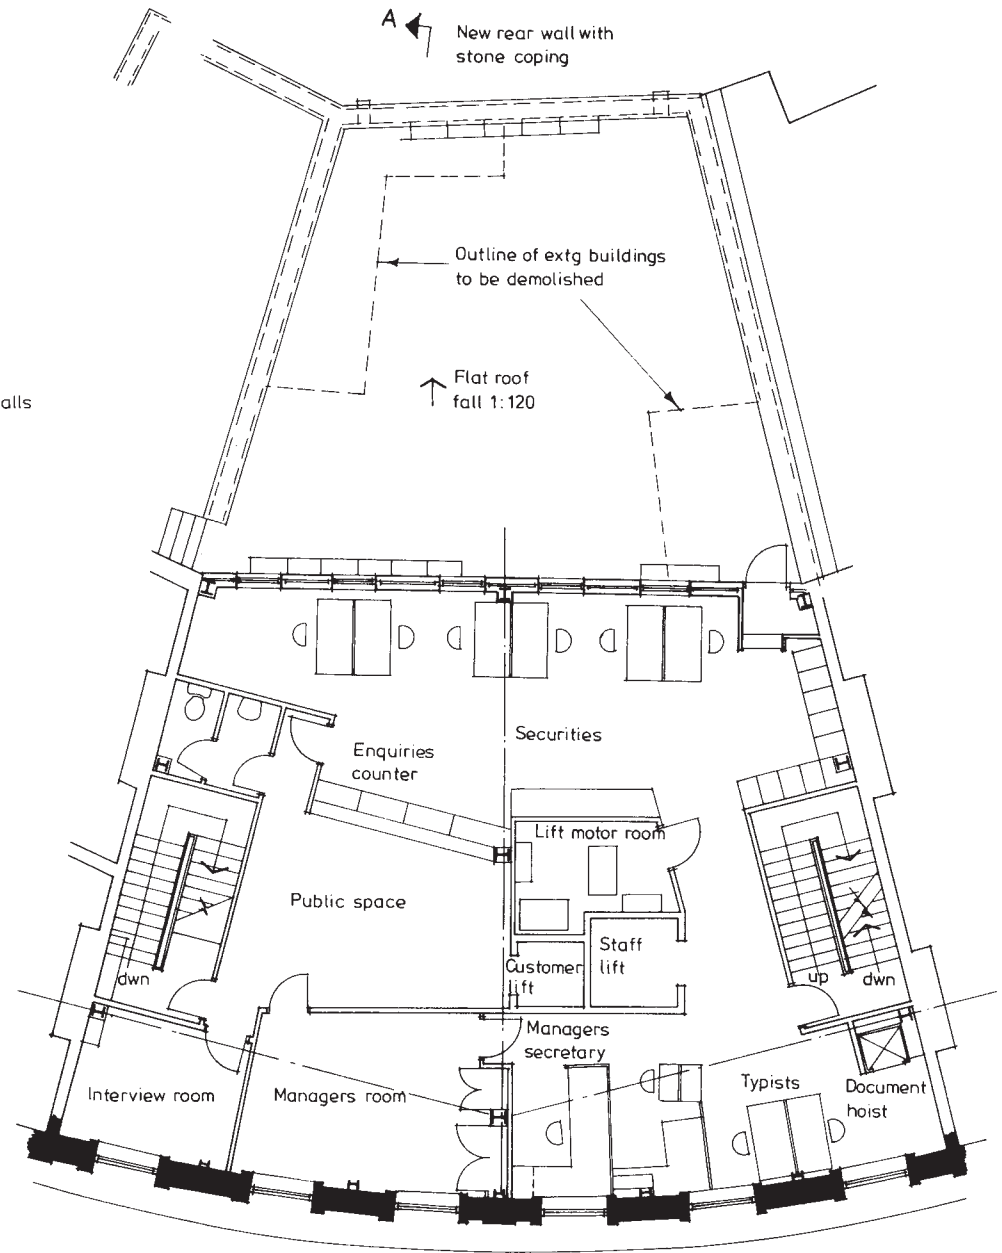 A
New rear wall with
stone coping
Outline of extg buildings
to be demolished
Flat roof
fall 1:120
alls
Securities
Enquiries
counter
Lift motor room
Public space
Staff
lift
Customer
lift
dwn
up
dwn
Managers
secretary
Interview room
Managers room
Typists
Document
hoist